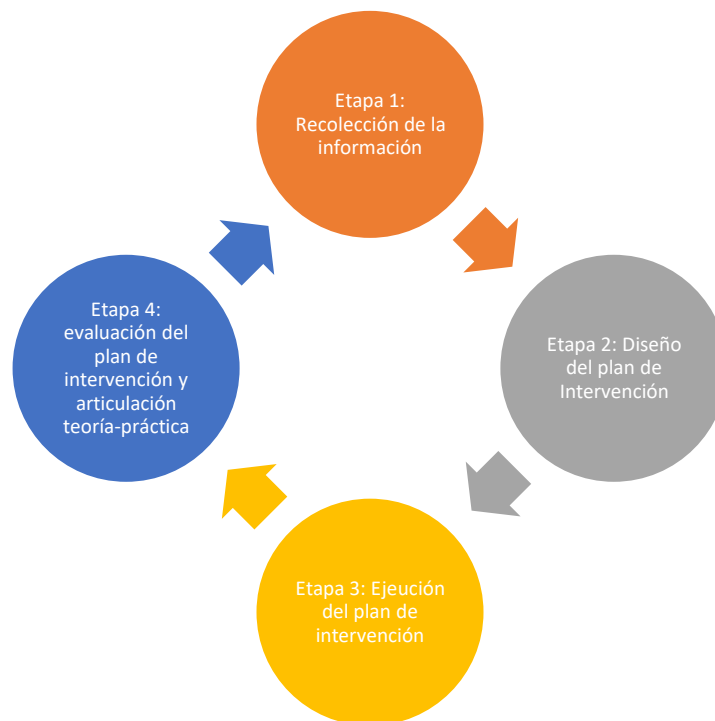 Etapa 1:
Recolección de la
información
Etapa 2: Diseño
del plan de
Intervención
Etapa 3: Ejeución
del plan de
intervención
Etapa 4:
evaluación del
plan de
intervención y
articulación
teoría-práctica